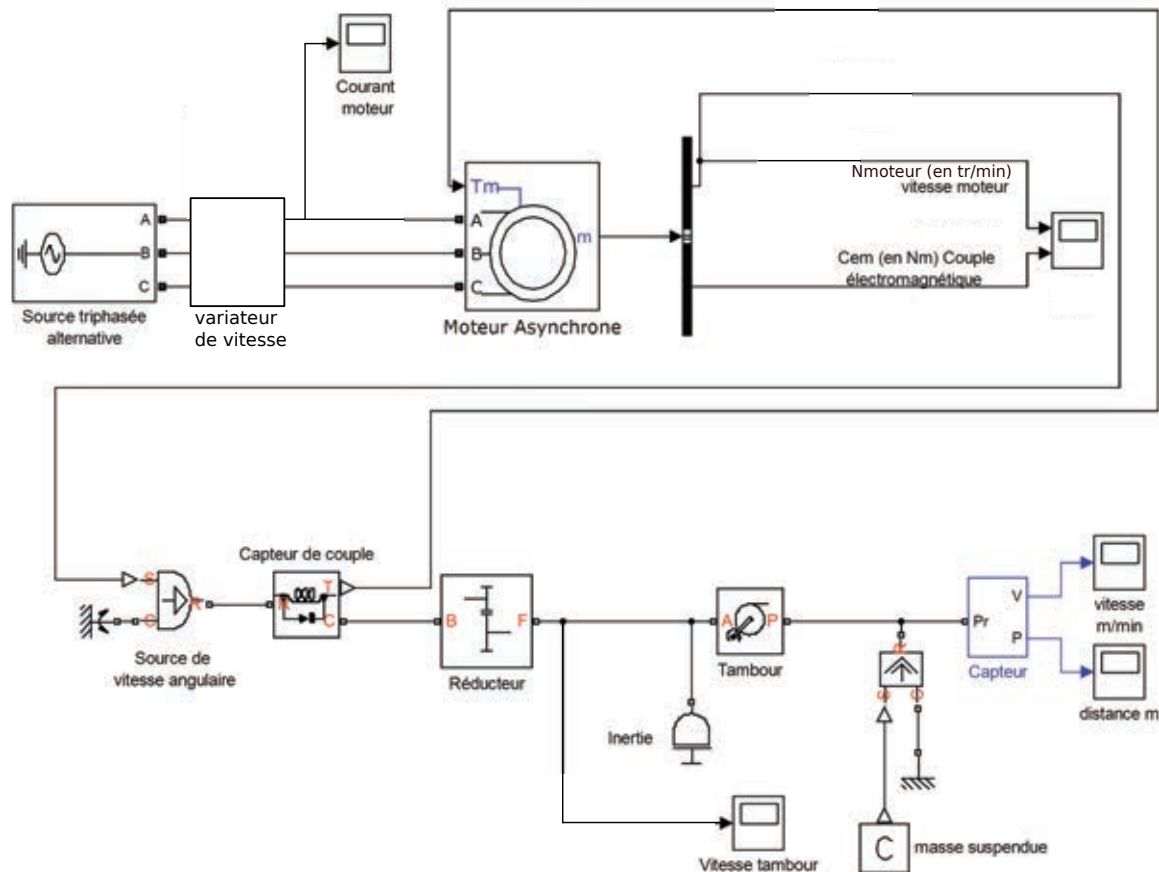 Courant
moteur
Tm
A
B
C
m
Nmoteur (en tr/min)
vitesse moteur
Cem (en Nm) Couple
électromagnétique
A
B
C
Source triphasée
alternative
variateur
de vitesse
Moteur Asynchrone
Capteur de couple
S
C
R
Source de
vitesse angulaire
R
T
C
B
F
Réducteur
Inertie
Vitesse tambour
A
P
Tambour
R
S
C
C
masse suspendue
Pr
V
P
Capteur
vitesse
m/min
distance m